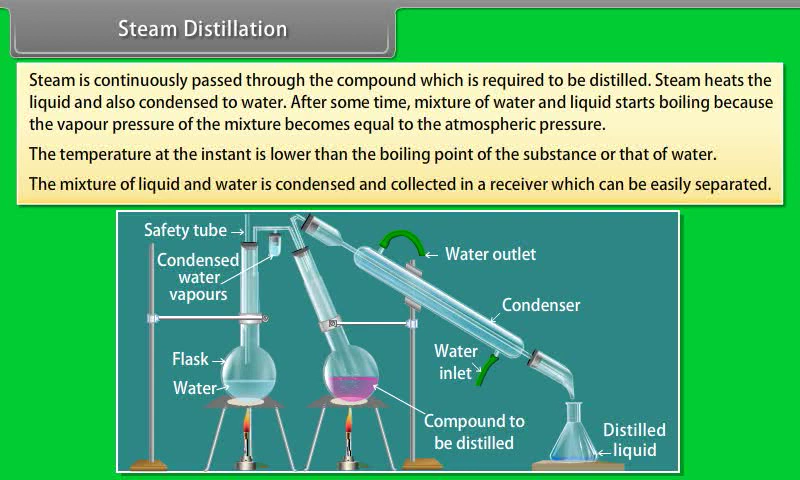 Steam Distillation
Steam is continuously passed through the compound which is required to be distilled. Steam heats the
liquid and also condensed to water. After some time, mixture of water and liquid starts boiling because
the vapour pressure of the mixture becomes equal to the atmospheric pressure.
The temperature at the instant is lower than the boiling point of the substance or that of water.
The mixture of liquid and water is condensed and collected in a receiver which can be easily separated.
Safety tube
Condensed
water
vapours
Water outlet
Condenser
Flask
Water
Water
inlet
Compound to
be distilled
Distilled
liquid